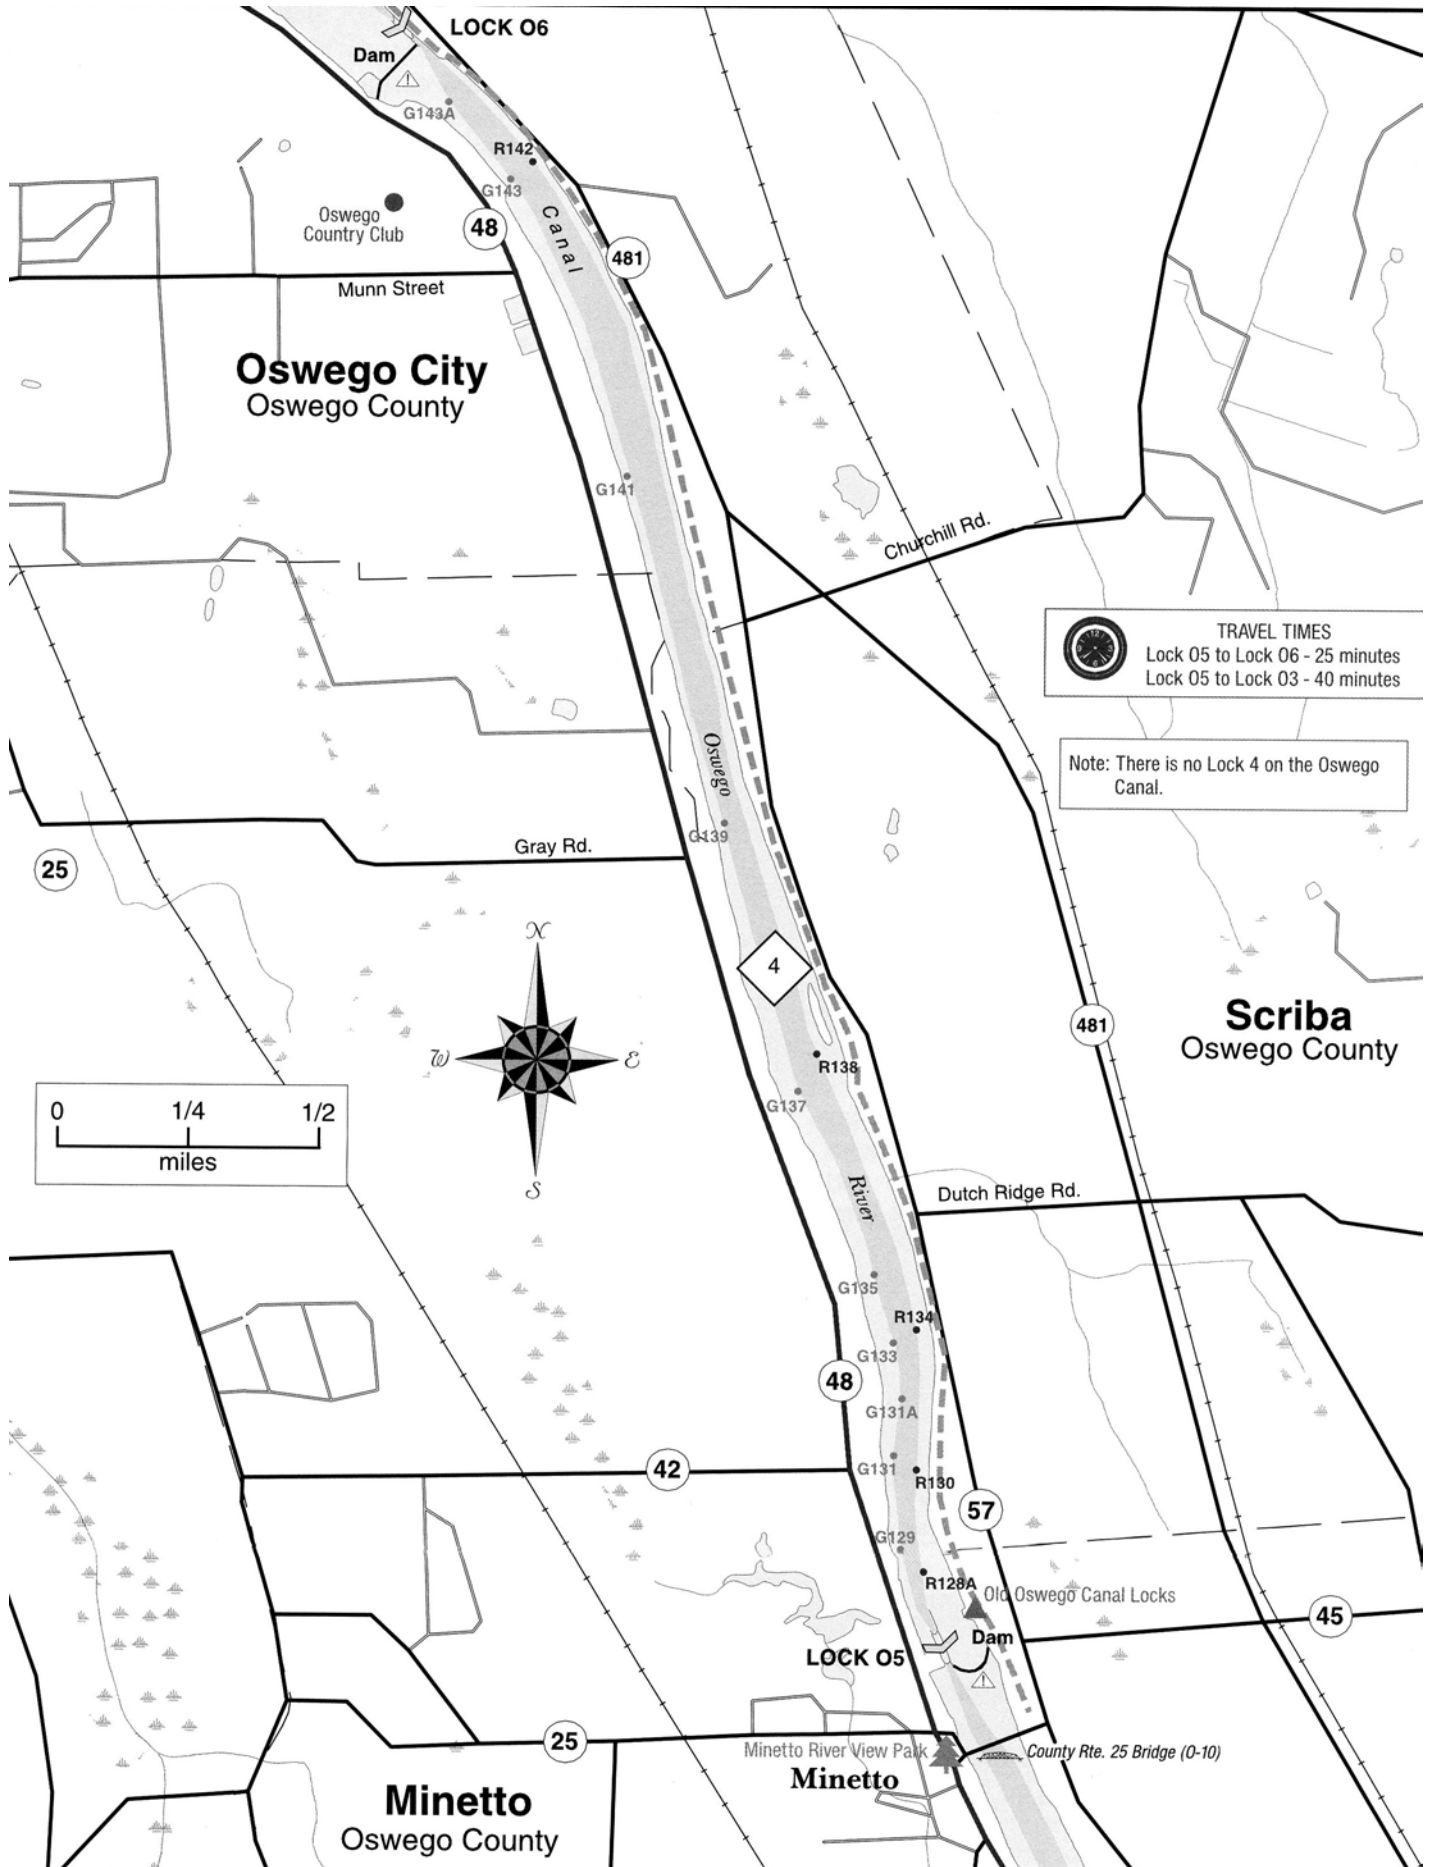 LOCK O6
Dam
G143A
R142
G143
Oswego
Country Club
48
Canal
481
Munn Street
Oswego City
Oswego County
G141
Churchill Rd.
TRAVEL TIMES
Lock O5 to Lock O6 - 25 minutes
Lock O5 to Lock O3 - 40 minutes
Oswego
Note: There is no Lock 4 on the Oswego
Canal.
G139
Gray Rd.
25
N
4
Scriba
Oswego County
481
W
E
R138
G137
0 1/4 1/2
miles
S
River
Dutch Ridge Rd.
G135
R134
G133
48
G131A
42
G131
R130
57
G129
R128A
Old Oswego Canal Locks
45
Dam
LOCK O5
25
Minetto River View Park
County Rte. 25 Bridge (O-10)
Minetto
Minetto
Oswego County